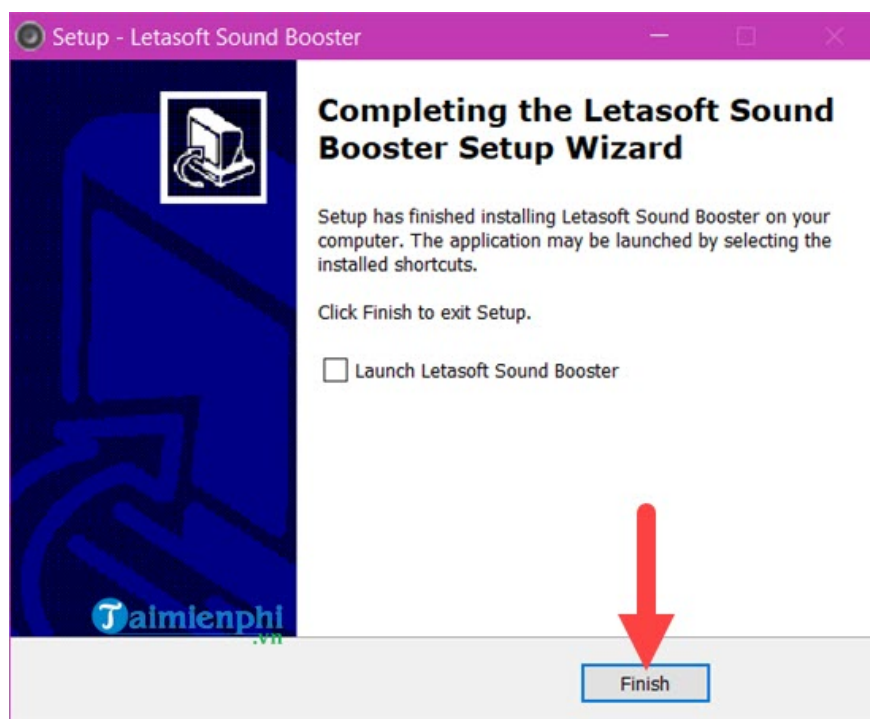 Setup - Letasoft Sound Booster
Completing the Letasoft Sound
Booster Setup Wizard
Setup has finished installing Letasoft Sound Booster on your
computer. The application may be launched by selecting the
installed shortcuts.
Click Finish to exit Setup.
Launch Letasoft Sound Booster
Taimienphi
.vn
Finish